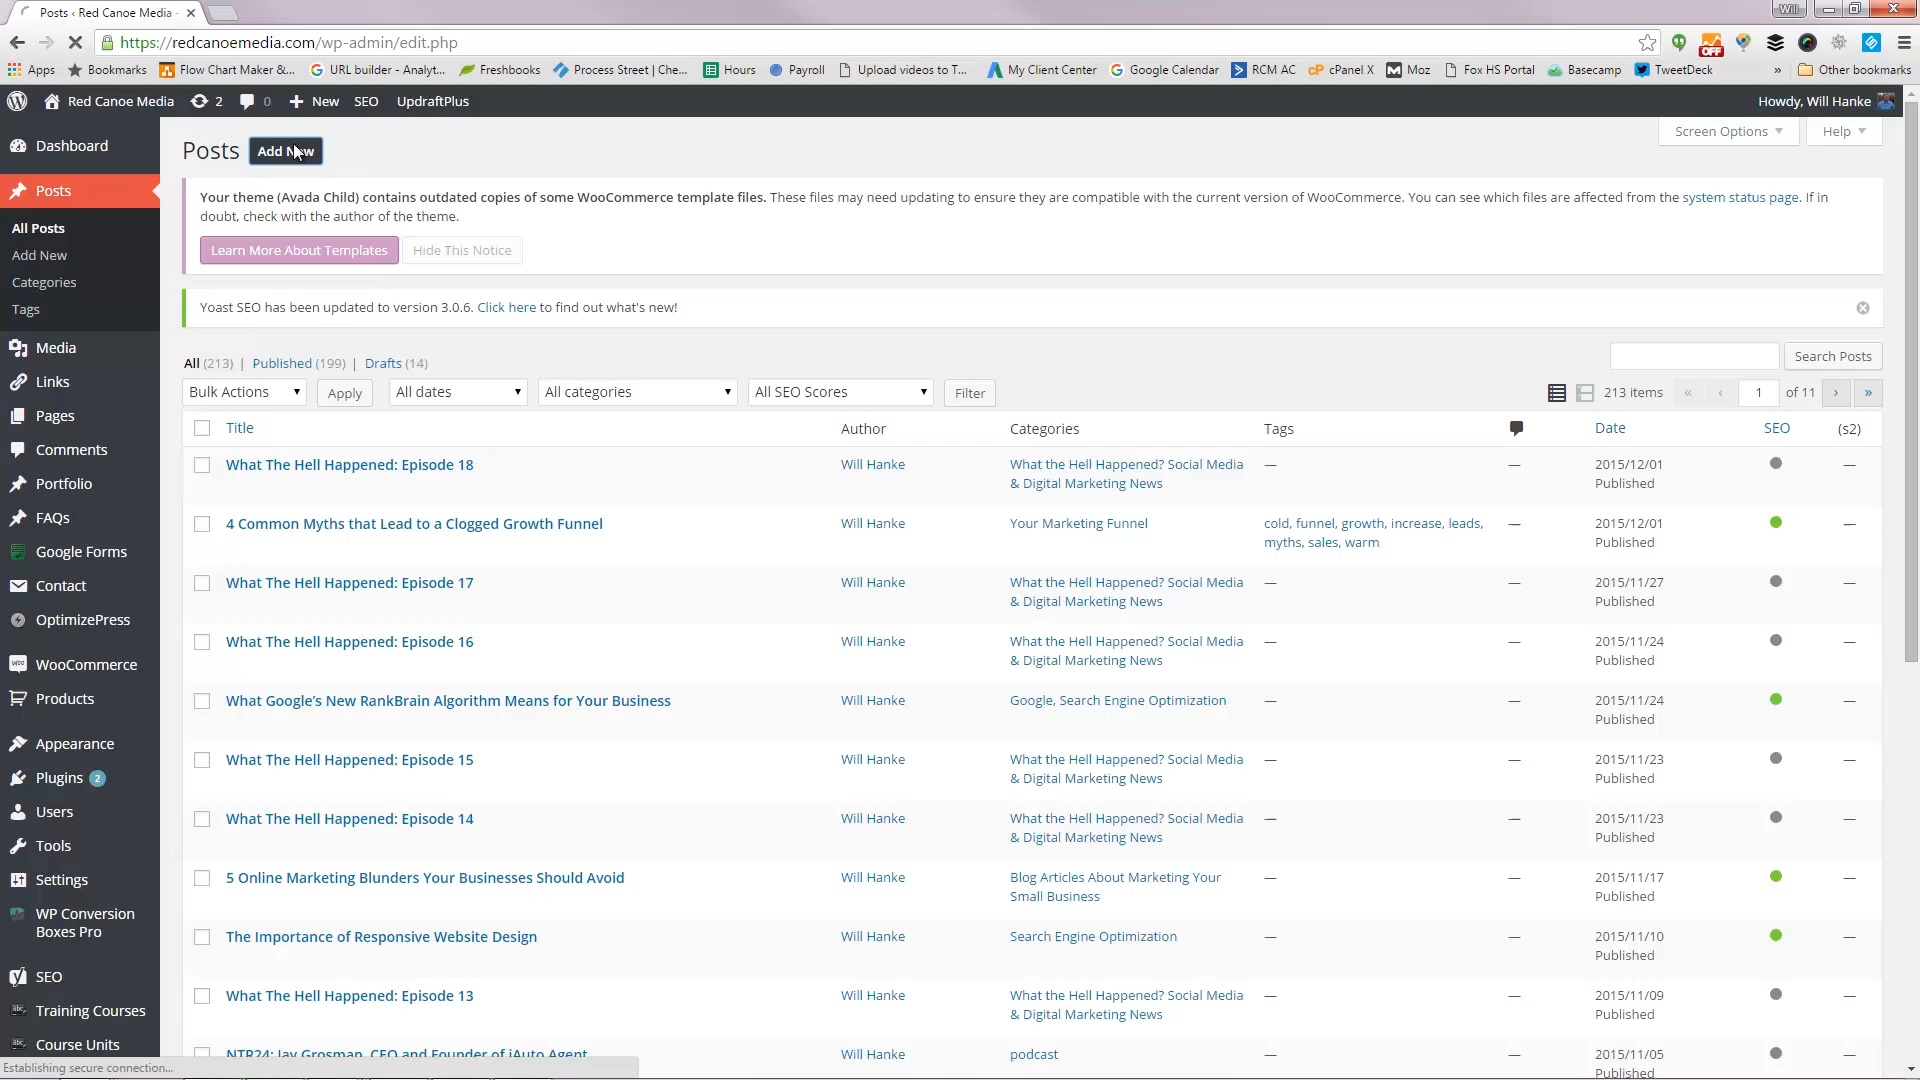 Posts ‹ Red Canoe Media -
Will
https://redcanoemedia.com/wp-admin/edit.php
OFF
Apps Bookmarks Flow Chart Maker &... URL builder - Analyt... Freshbooks Process Street | Che... Hours Payroll Upload videos to T... My Client Center Google Calendar RCM AC cPanel X Moz Fox HS Portal Basecamp TweetDeck » Other bookmarks
Red Canoe Media 2 0 New SEO UpdraftPlus Howdy, Will Hanke
Dashboard
Posts
All Posts
Add New
Categories
Tags
Media
Links
Pages
Comments
Portfolio
FAQs
Google Forms
Contact
OptimizePress
WooCommerce
Products
Appearance
Plugins 2
Users
Tools
Settings
WP Conversion
Boxes Pro
SEO
Training Courses
Course Units
Screen Options Help
Posts Add New
Your theme (Avada Child) contains outdated copies of some WooCommerce template files. These files may need updating to ensure they are compatible with the current version of WooCommerce. You can see which files are affected from the system status page. If in
doubt, check with the author of the theme.
Learn More About Templates Hide This Notice
Yoast SEO has been updated to version 3.0.6. Click here to find out what's new!
All (213) | Published (199) | Drafts (14)
Search Posts
Bulk Actions Apply All dates All categories All SEO Scores Filter 213 items « ‹ 1 of 11 › »
Title Author Categories Tags Date SEO (s2)
What The Hell Happened: Episode 18 Will Hanke What the Hell Happened? Social Media — — 2015/12/01 —
& Digital Marketing News Published
4 Common Myths that Lead to a Clogged Growth Funnel Will Hanke Your Marketing Funnel cold, funnel, growth, increase, leads, — 2015/12/01 —
myths, sales, warm Published
What The Hell Happened: Episode 17 Will Hanke What the Hell Happened? Social Media — — 2015/11/27 —
& Digital Marketing News Published
What The Hell Happened: Episode 16 Will Hanke What the Hell Happened? Social Media — — 2015/11/24 —
& Digital Marketing News Published
What Google's New RankBrain Algorithm Means for Your Business Will Hanke Google, Search Engine Optimization — — 2015/11/24 —
Published
What The Hell Happened: Episode 15 Will Hanke What the Hell Happened? Social Media — — 2015/11/23 —
& Digital Marketing News Published
What The Hell Happened: Episode 14 Will Hanke What the Hell Happened? Social Media — — 2015/11/23 —
& Digital Marketing News Published
5 Online Marketing Blunders Your Businesses Should Avoid Will Hanke Blog Articles About Marketing Your — — 2015/11/17 —
Small Business Published
The Importance of Responsive Website Design Will Hanke Search Engine Optimization — — 2015/11/10 —
Published
What The Hell Happened: Episode 13 Will Hanke What the Hell Happened? Social Media — — 2015/11/09 —
& Digital Marketing News Published
NTR24: Jay Grosman, CEO and Founder of iAuto Agent Will Hanke podcast — — 2015/11/05 —
Published
Establishing secure connection...